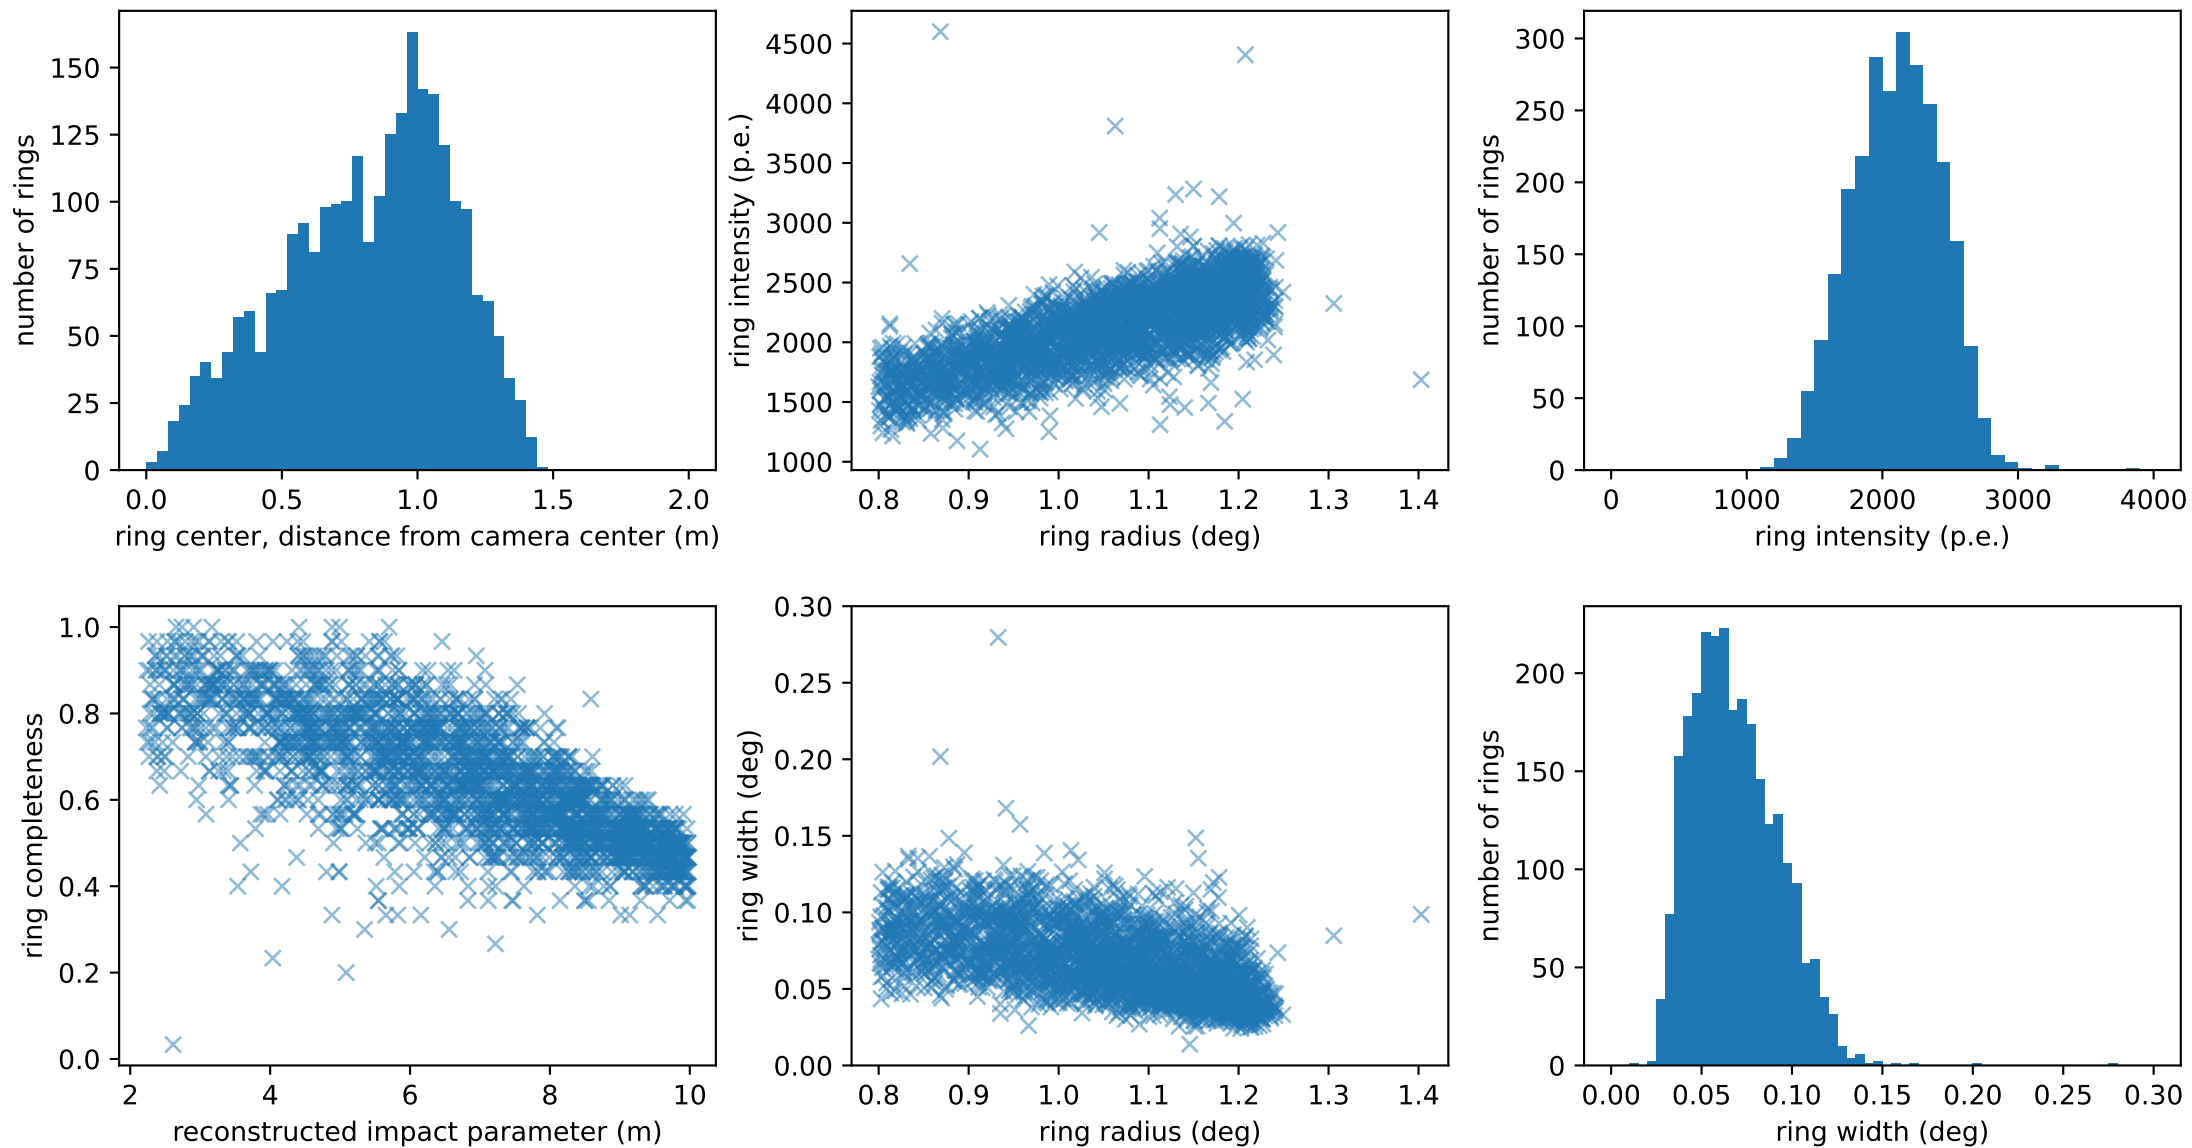 number of rings
150
125
100
75
50
25
0
0.0 0.5 1.0 1.5 2.0
ring center, distance from camera center (m)
ring intensity (p.e.)
4500
4000
3500
3000
2500
2000
1500
1000
0.8 0.9 1.0 1.1 1.2 1.3 1.4
ring radius (deg)
number of rings
300
250
200
150
100
50
0
0 1000 2000 3000 4000
ring intensity (p.e.)
ring completeness
1.0
0.8
0.6
0.4
0.2
0.0
2 4 6 8 10
reconstructed impact parameter (m)
ring width (deg)
0.30
0.25
0.20
0.15
0.10
0.05
0.00
0.8 0.9 1.0 1.1 1.2 1.3 1.4
ring radius (deg)
number of rings
200
150
100
50
0
0.00 0.05 0.10 0.15 0.20 0.25 0.30
ring width (deg)